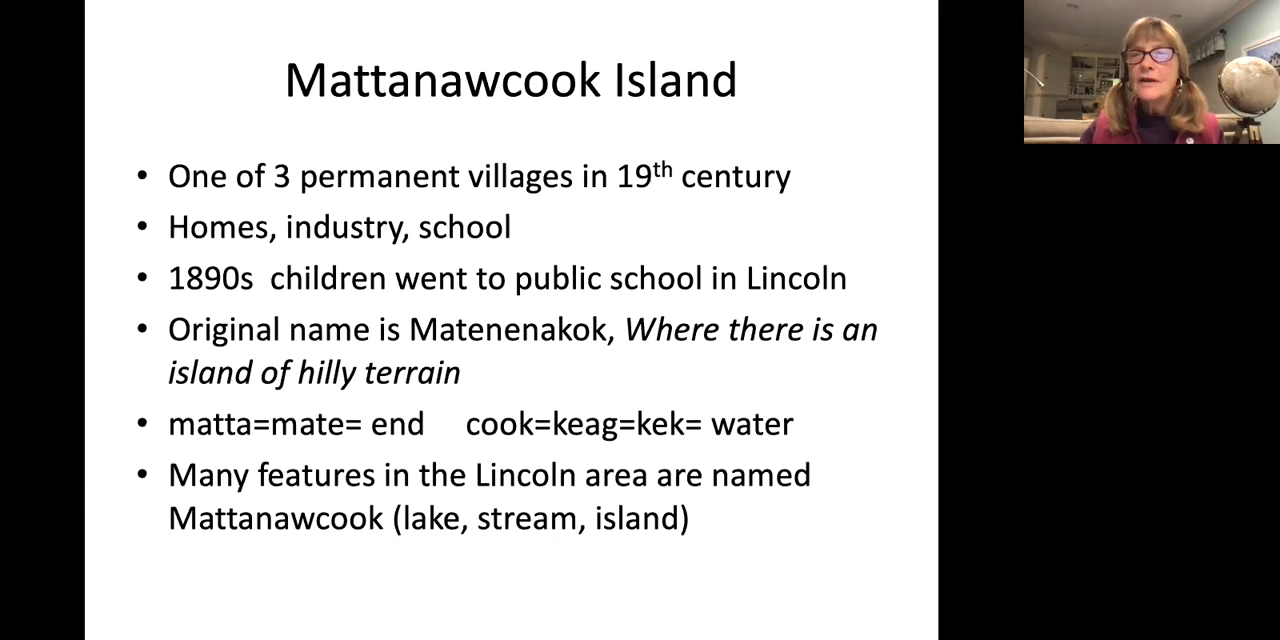 Mattanawcook Island
• One of 3 permanent villages in 19th century
• Homes, industry, school
• 1890s  children went to public school in Lincoln
• Original name is Matenenakok, Where there is an
island of hilly terrain
• matta=mate= end     cook=keag=kek= water
• Many features in the Lincoln area are named
Mattanawcook (lake, stream, island)